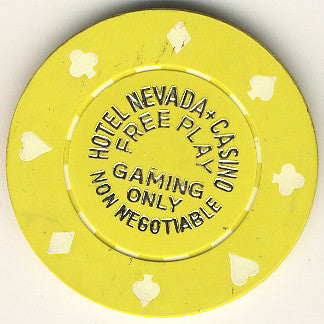 HOTEL NEVADA + CASINO
FREE PLAY
GAMING
ONLY
NON NEGOTIABLE